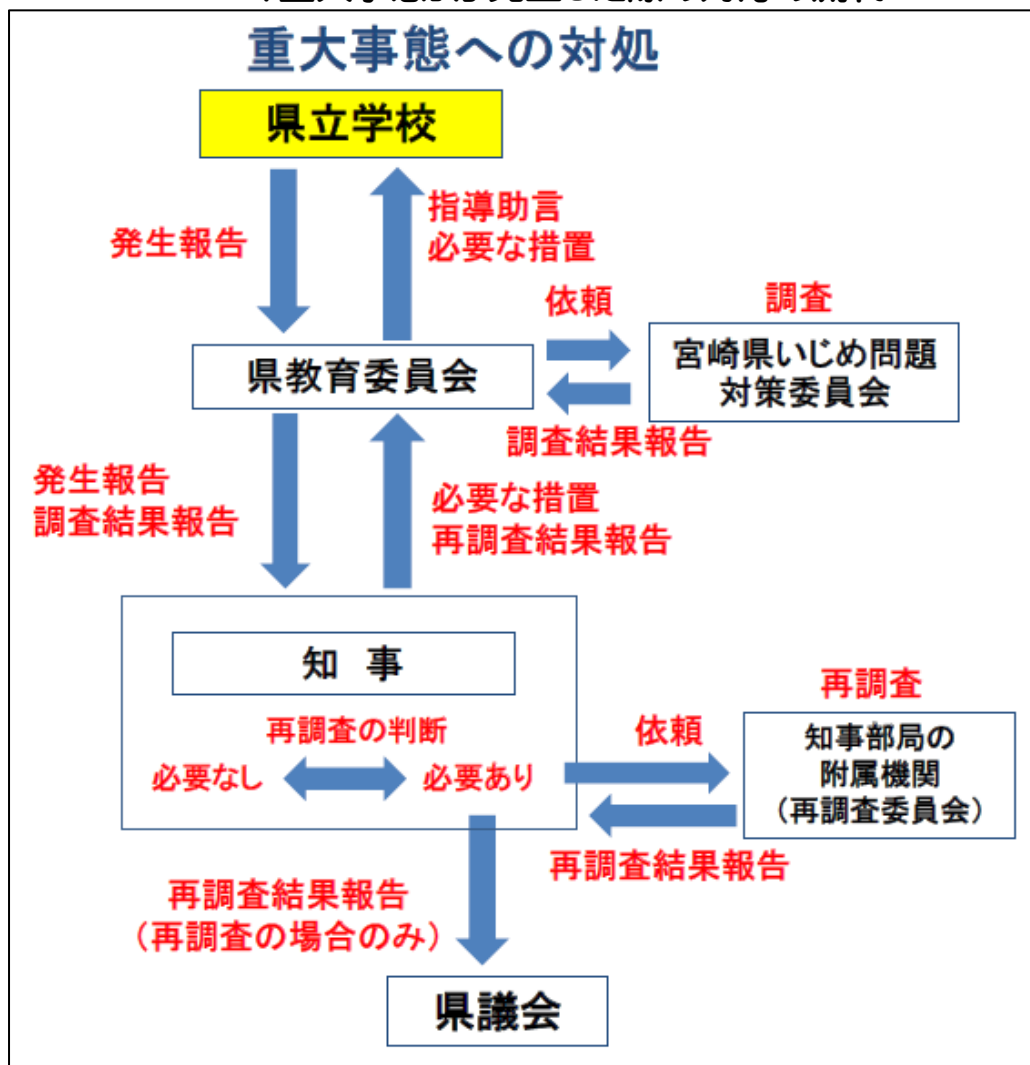 重大事態への対処
県立学校
発生報告
指導助言
必要な措置
依頼
調査
県教育委員会
宮崎県いじめ問題
対策委員会
調査結果報告
発生報告
調査結果報告
必要な措置
再調査結果報告
知 事
再調査の判断
必要なし
必要あり
依頼
再調査
知事部局の
附属機関
(再調査委員会)
再調査結果報告
再調査結果報告
(再調査の場合のみ)
県議会